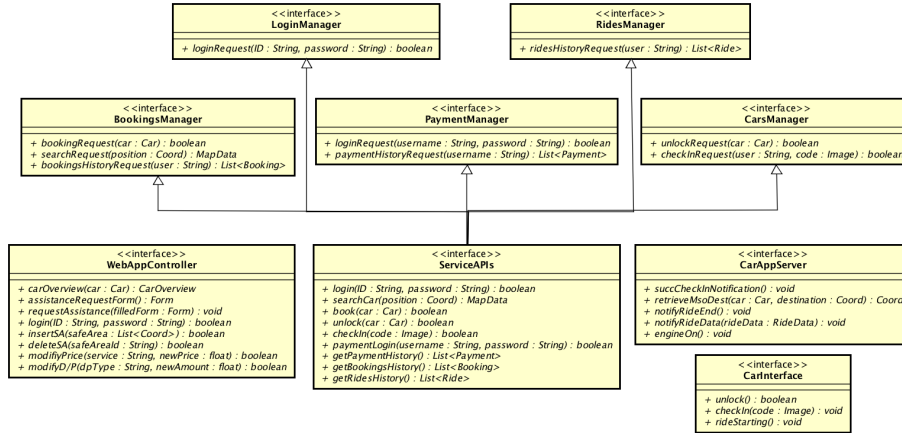 <<interface>>
LoginManager
+ loginRequest(ID : String, password : String) : boolean
<<interface>>
RidesManager
+ ridesHistoryRequest(user : String) : List<Ride>
<<interface>>
BookingsManager
+ bookingRequest(car : Car) : boolean
+ searchRequest(position : Coord) : MapData
+ bookingsHistoryRequest(user : String) : List<Booking>
<<interface>>
PaymentManager
+ loginRequest(username : String, password : String) : boolean
+ paymentHistoryRequest(username : String) : List<Payment>
<<interface>>
CarsManager
+ unlockRequest(car : Car) : boolean
+ checkInRequest(user : String, code : Image) : boolean
<<interface>>
WebAppController
+ carOverview(car : Car) : CarOverview
+ assistanceRequestForm() : Form
+ requestAssistance(filledForm : Form) : void
+ login(ID : String, password : String) : boolean
+ insertSA(safeArea : List<Coord>) : boolean
+ deleteSA(safeAreaId : String) : boolean
+ modifiyPrice(service : String, newPrice : float) : boolean
+ modifyD/P(dpType : String, newAmount : float) : boolean
<<interface>>
ServiceAPIs
+ login(ID : String, password : String) : boolean
+ searchCar(position : Coord) : MapData
+ book(car : Car) : boolean
+ unlock(car : Car) : boolean
+ checkIn(code : Image) : boolean
+ paymentLogin(username : String, password : String) : boolean
+ getPaymentHistory() : List<Payment>
+ getBookingsHistory() : List<Booking>
+ getRidesHistory() : List<Ride>
<<interface>>
CarAppServer
+ succCheckInNotification() : void
+ retrieveMsoDest(car : Car, destination : Coord) : Coord
+ notifyRideEnd() : void
+ notifyRideData(rideData : RideData) : void
+ engineOn() : void
<<interface>>
CarInterface
+ unlock() : boolean
+ checkIn(code : Image) : void
+ rideStarting() : void